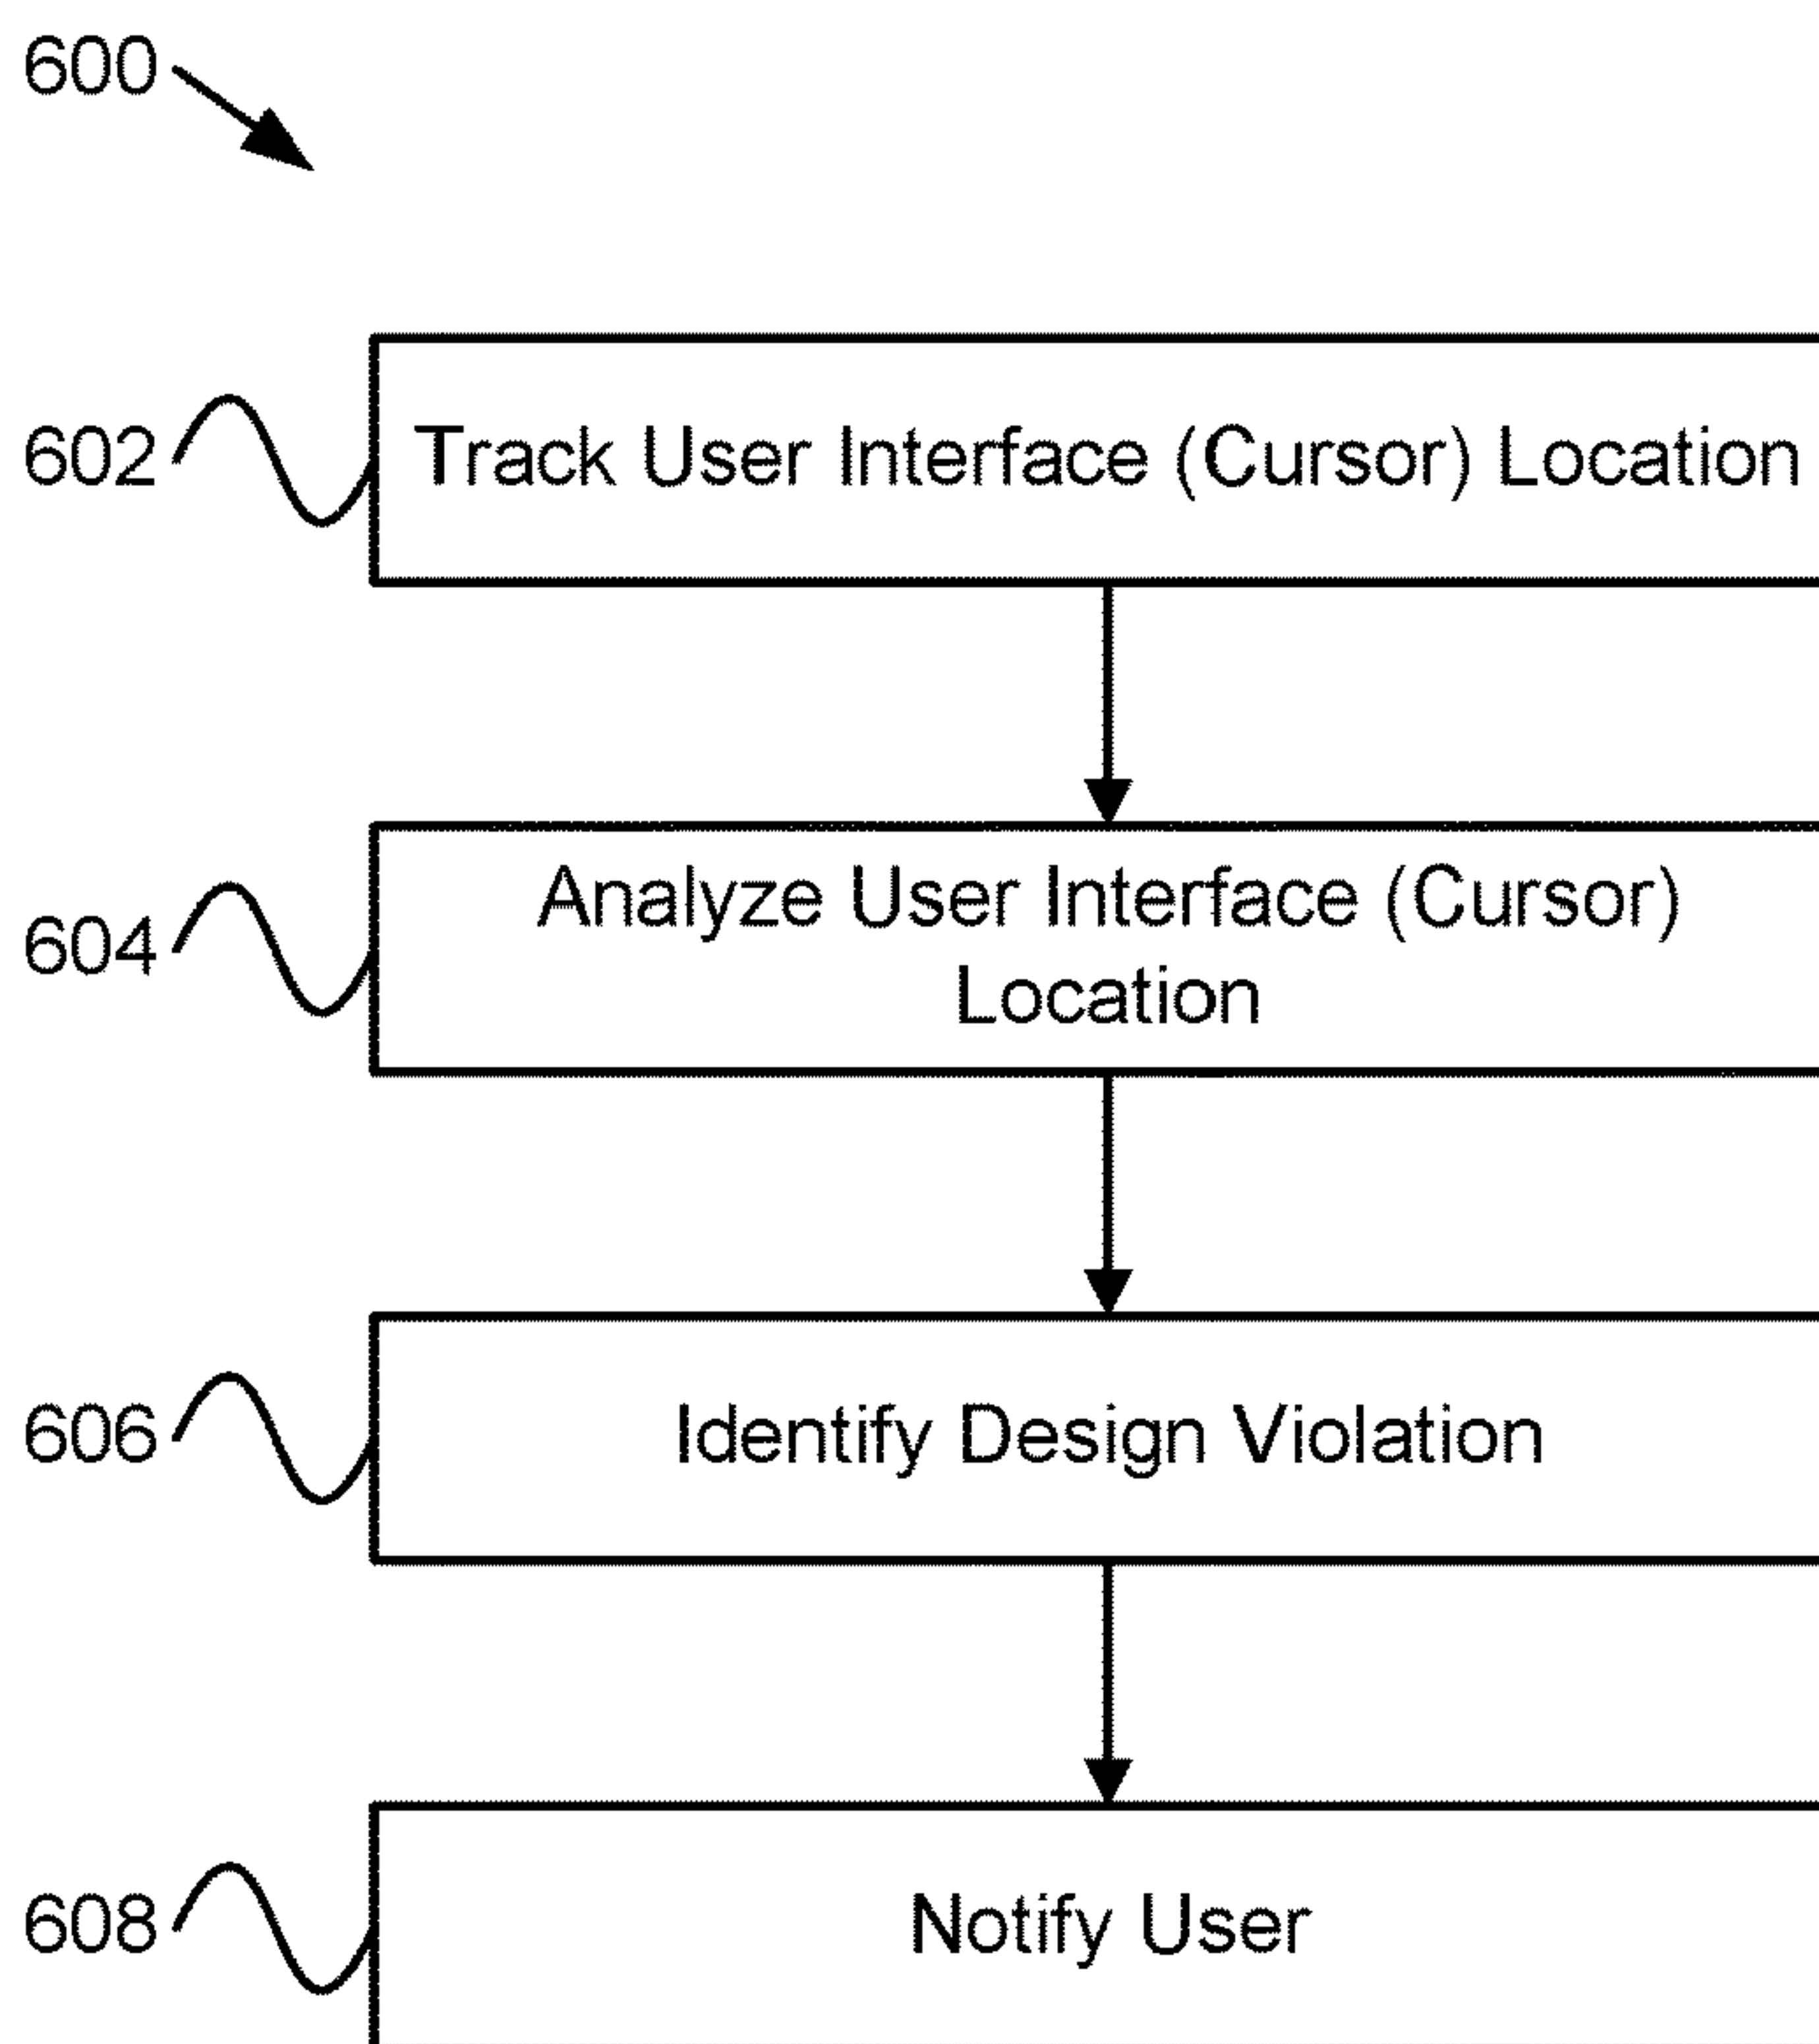 600
602
Track User Interface (Cursor) Location
604
Analyze User Interface (Cursor)
Location
606
Identify Design Violation
608
Notify User